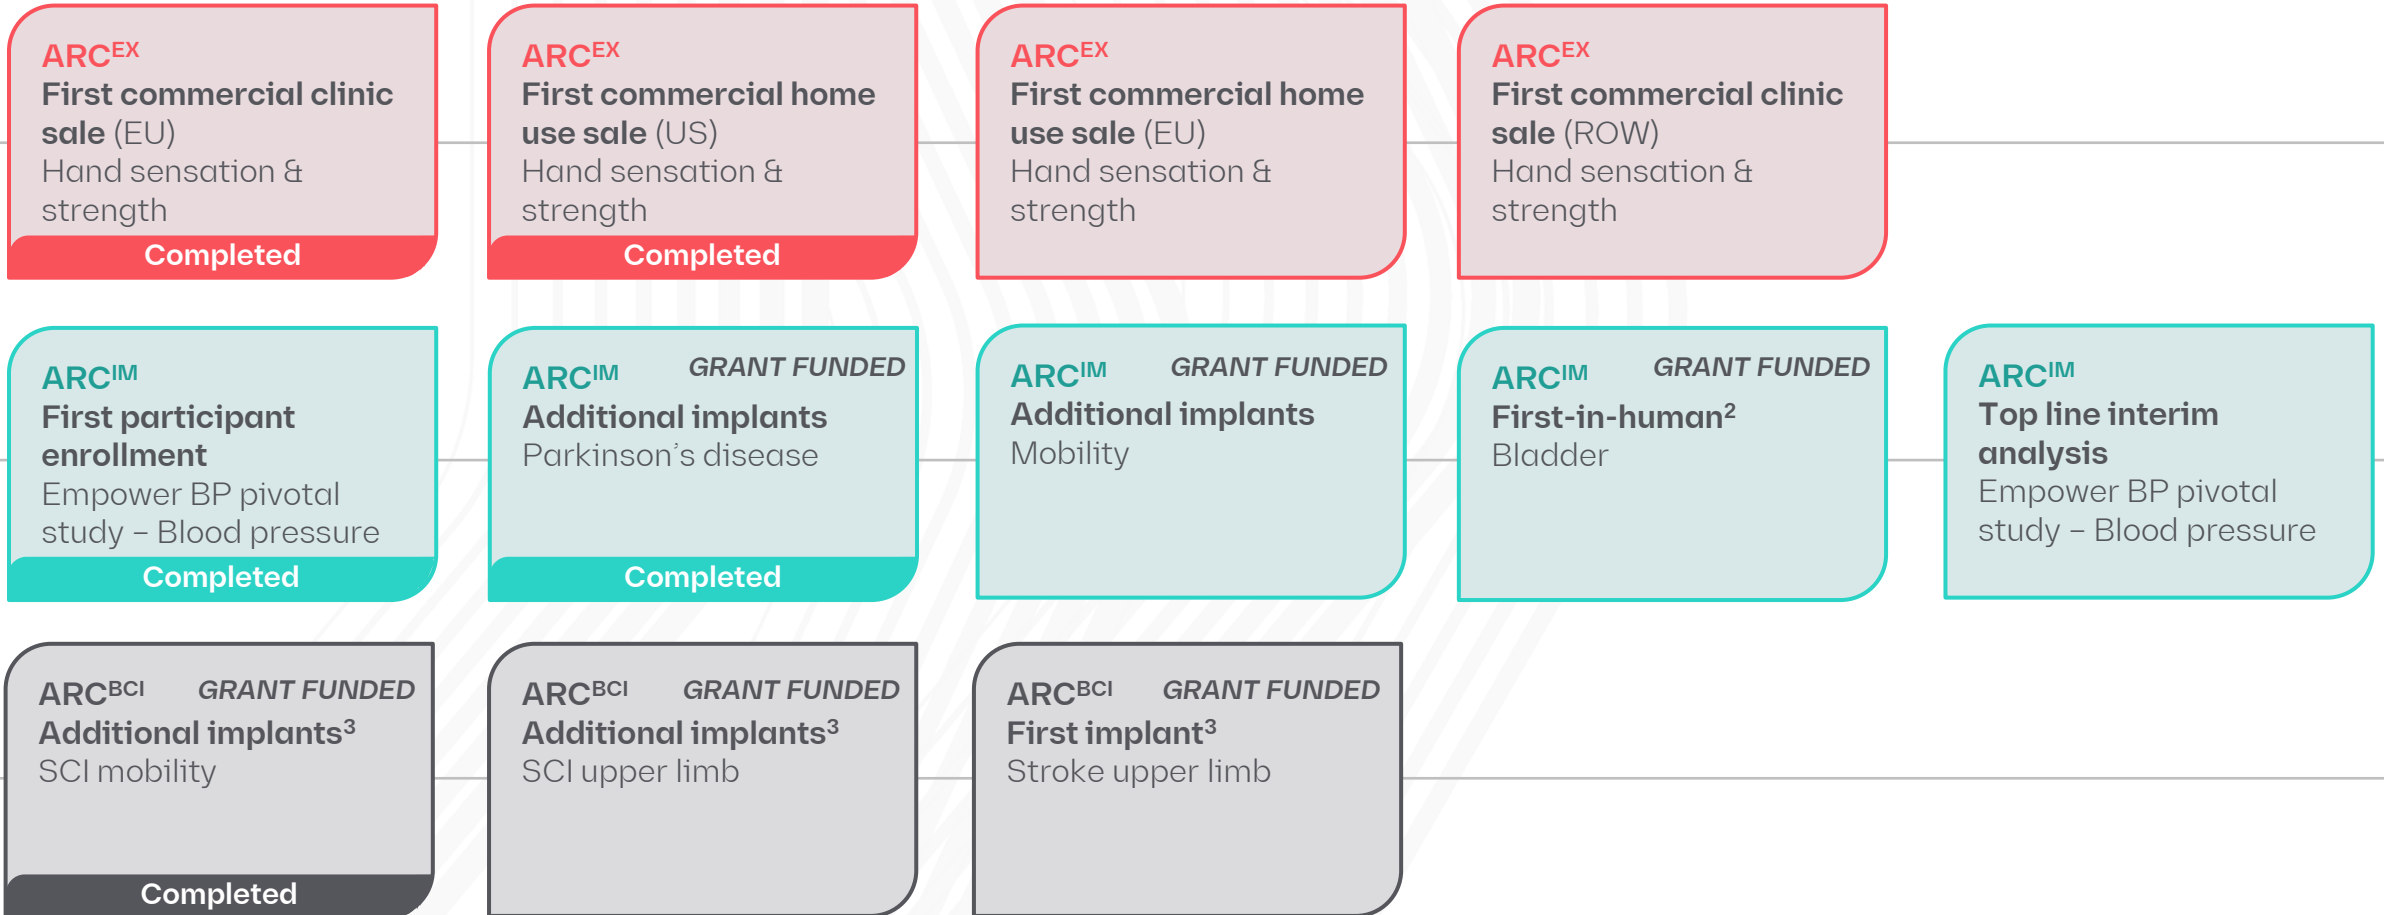 ARCEX
First commercial clinic
sale (EU)
Hand sensation &
strength
Completed
ARCEX
First commercial home
use sale (US)
Hand sensation &
strength
Completed
ARCEX
First commercial home
use sale (EU)
Hand sensation &
strength
ARCEX
First commercial clinic
sale (ROW)
Hand sensation &
strength
ARCIM
First participant
enrollment
Empower BP pivotal
study – Blood pressure
Completed
ARCIM GRANT FUNDED
Additional implants
Parkinson's disease
Completed
ARCIM GRANT FUNDED
Additional implants
Mobility
ARCIM GRANT FUNDED
First-in-human²
Bladder
ARCIM
Top line interim
analysis
Empower BP pivotal
study – Blood pressure
ARCBCI GRANT FUNDED
Additional implants³
SCI mobility
Completed
ARCBCI GRANT FUNDED
Additional implants³
SCI upper limb
ARCBCI GRANT FUNDED
First implant³
Stroke upper limb